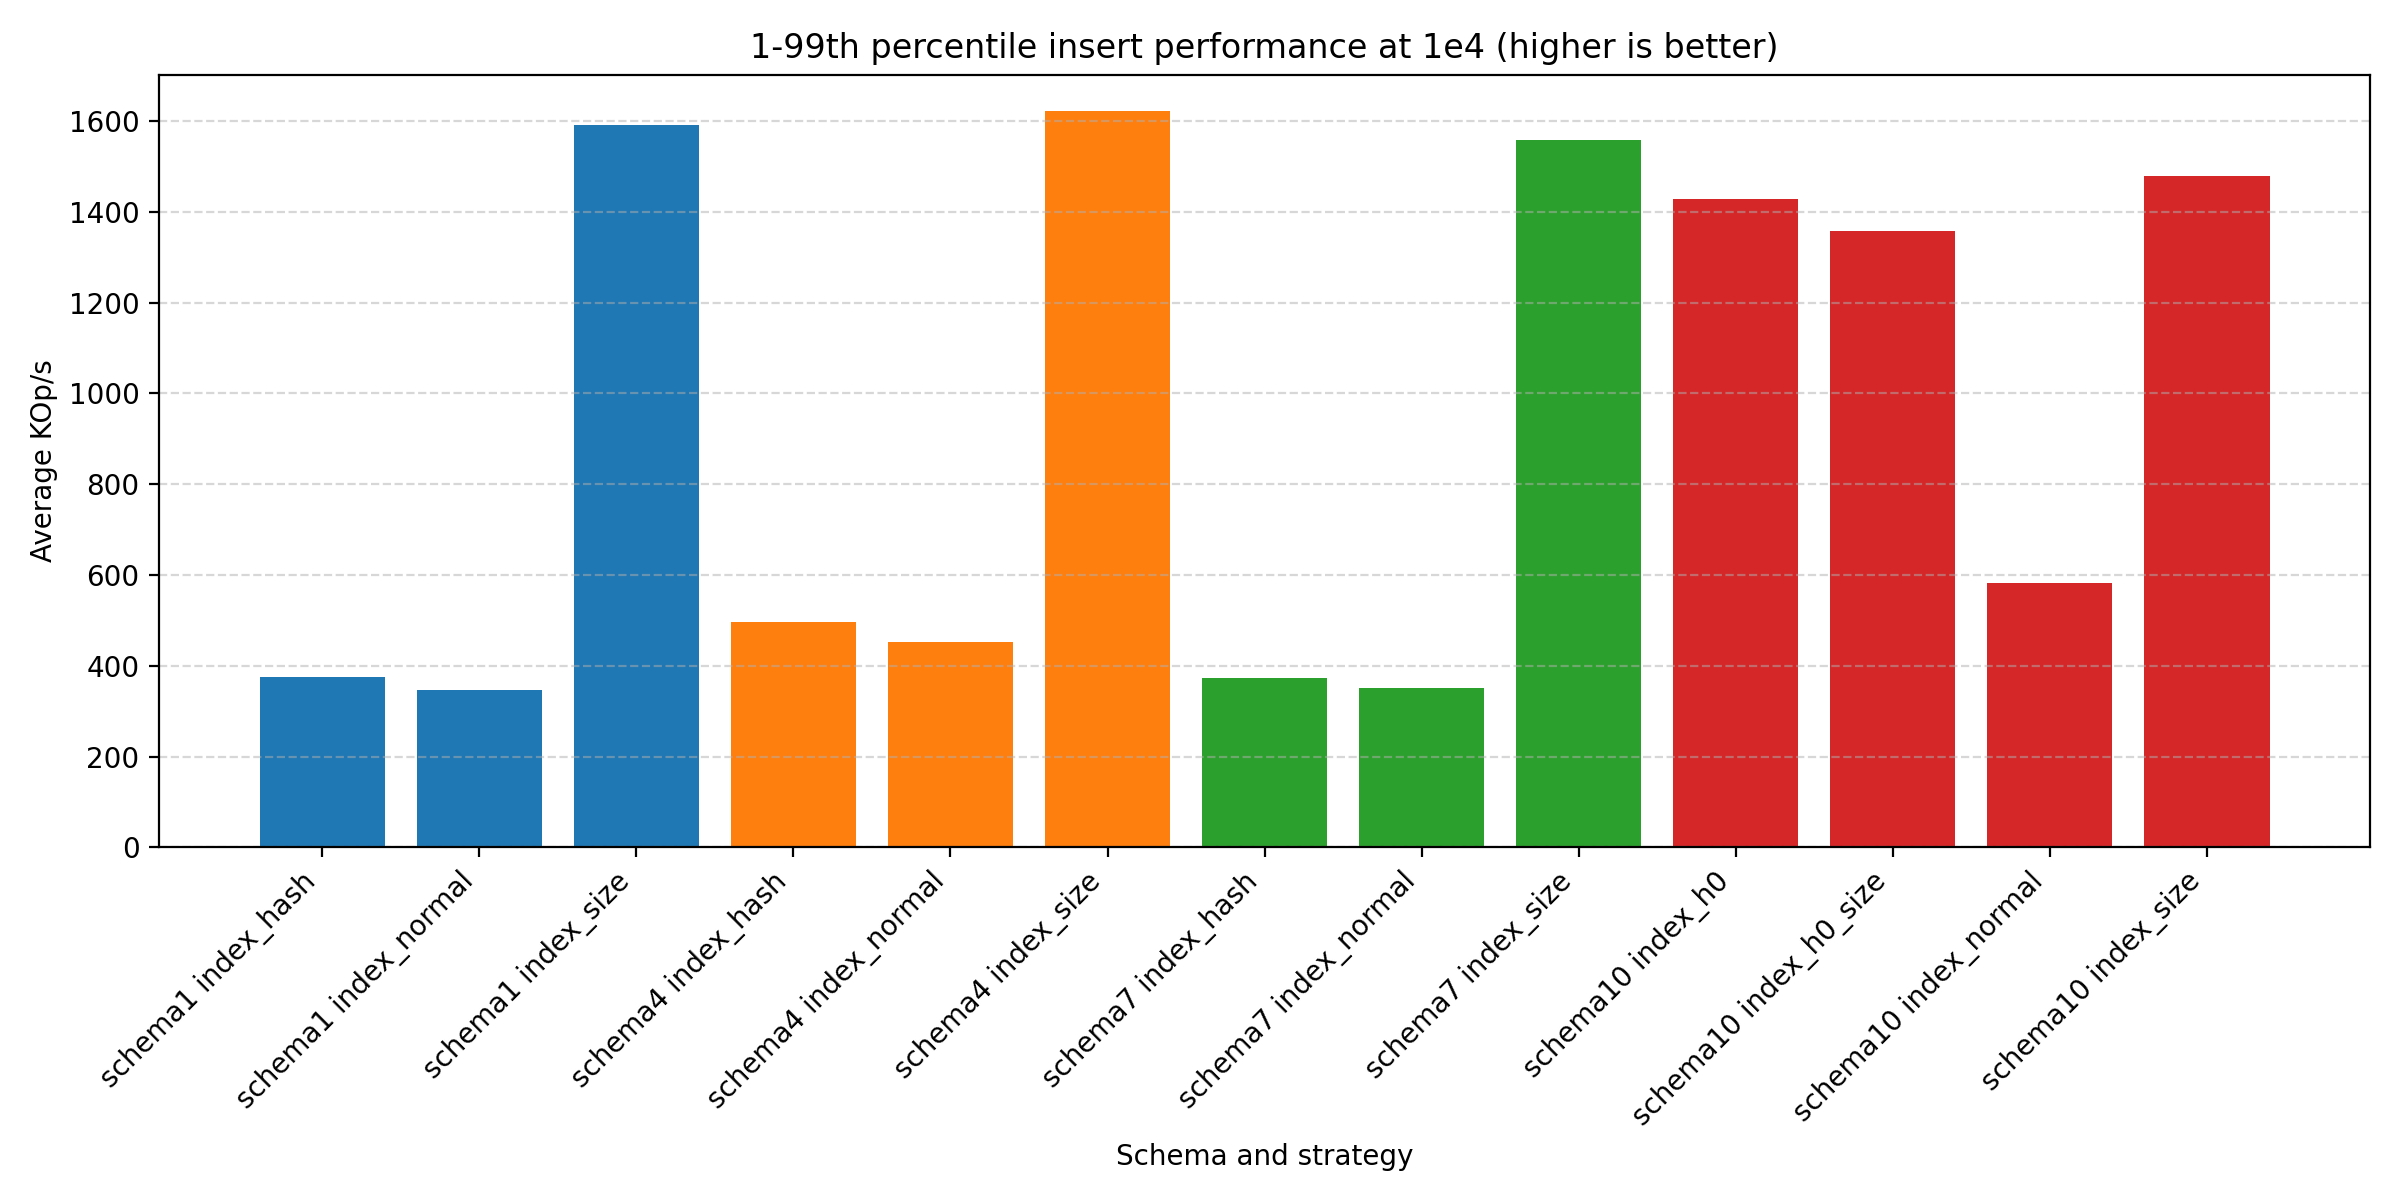 1-99th percentile insert performance at 1e4 (higher is better)
Average KOp/s
1600
1400
1200
1000
800
600
400
200
0
schema1 index_hash
schema1 index_normal
schema1 index_size
schema4 index_hash
schema4 index_normal
schema4 index_size
schema7 index_hash
schema7 index_normal
schema7 index_size
schema10 index_h0
schema10 index_h0_size
schema10 index_normal
schema10 index_size
Schema and strategy